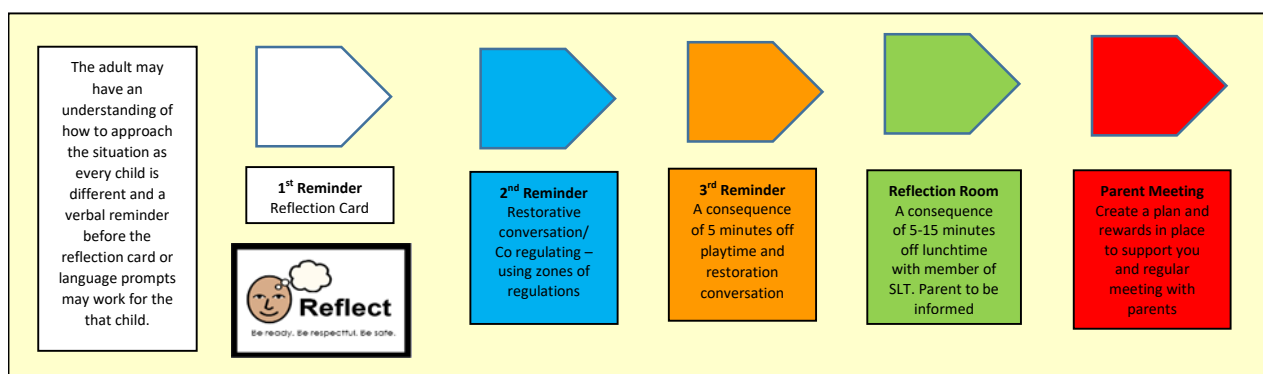 The adult may
have an
understanding of
how to approach
the situation as
every child is
different and a
verbal reminder
before the
reflection card or
language prompts
may work for the
that child.
1st Reminder
Reflection Card
Reflect
Be ready. Be respectful. Be safe.
2nd Reminder
Restorative
conversation/
Co regulating –
using zones of
regulations
3rd Reminder
A consequence
of 5 minutes off
playtime and
restoration
conversation
Reflection Room
A consequence
of 5-15 minutes
off lunchtime
with member of
SLT. Parent to be
informed
Parent Meeting
Create a plan and
rewards in place
to support you
and regular
meeting with
parents